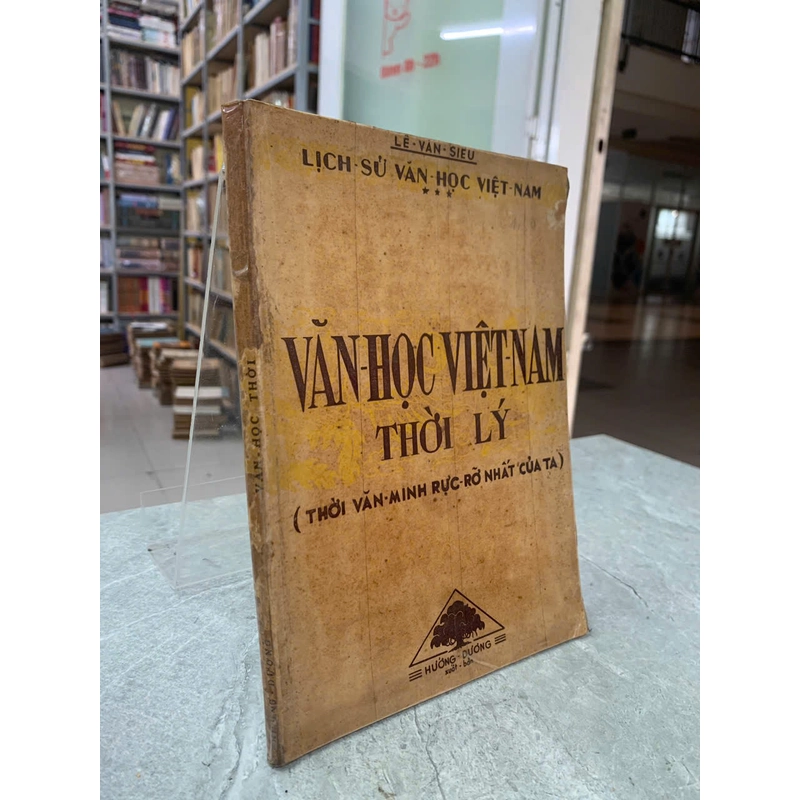 LÊ-VĂN-SIÊU
LỊCH-SỬ VĂN-HỌC VIỆT-NAM
***
VĂN-HỌC VIỆT-NAM
THỜI LÝ
(THỜI VĂN-MINH RỰC-RỠ NHẤT CỦA TA)
HƯỚNG-DƯƠNG
xuất-bản
VĂN-HỌC THỜI